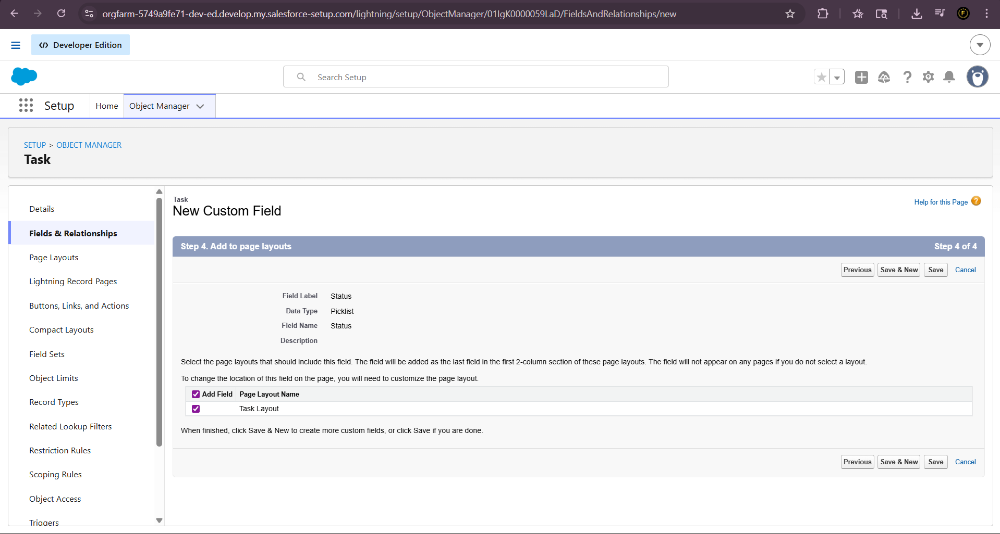 orgfarm-5749a9fe71-dev-ed.develop.my.salesforce-setup.com/lightning/setup/ObjectManager/01IgK0000059LaD/FieldsAndRelationships/new
</> Developer Edition
Search Setup
Setup
Home
Object Manager
SETUP > OBJECT MANAGER
Task
Details
Fields & Relationships
Page Layouts
Lightning Record Pages
Buttons, Links, and Actions
Compact Layouts
Field Sets
Object Limits
Record Types
Related Lookup Filters
Restriction Rules
Scoping Rules
Object Access
Triggers
Task
New Custom Field
Help for this Page
Step 4. Add to page layouts
Step 4 of 4
Previous
Save & New
Save
Cancel
Field Label Status
Data Type Picklist
Field Name Status
Description
Select the page layouts that should include this field. The field will be added as the last field in the first 2-column section of these page layouts. The field will not appear on any pages if you do not select a layout.
To change the location of this field on the page, you will need to customize the page layout.
Add Field Page Layout Name
Task Layout
When finished, click Save & New to create more custom fields, or click Save if you are done.
Previous
Save & New
Save
Cancel